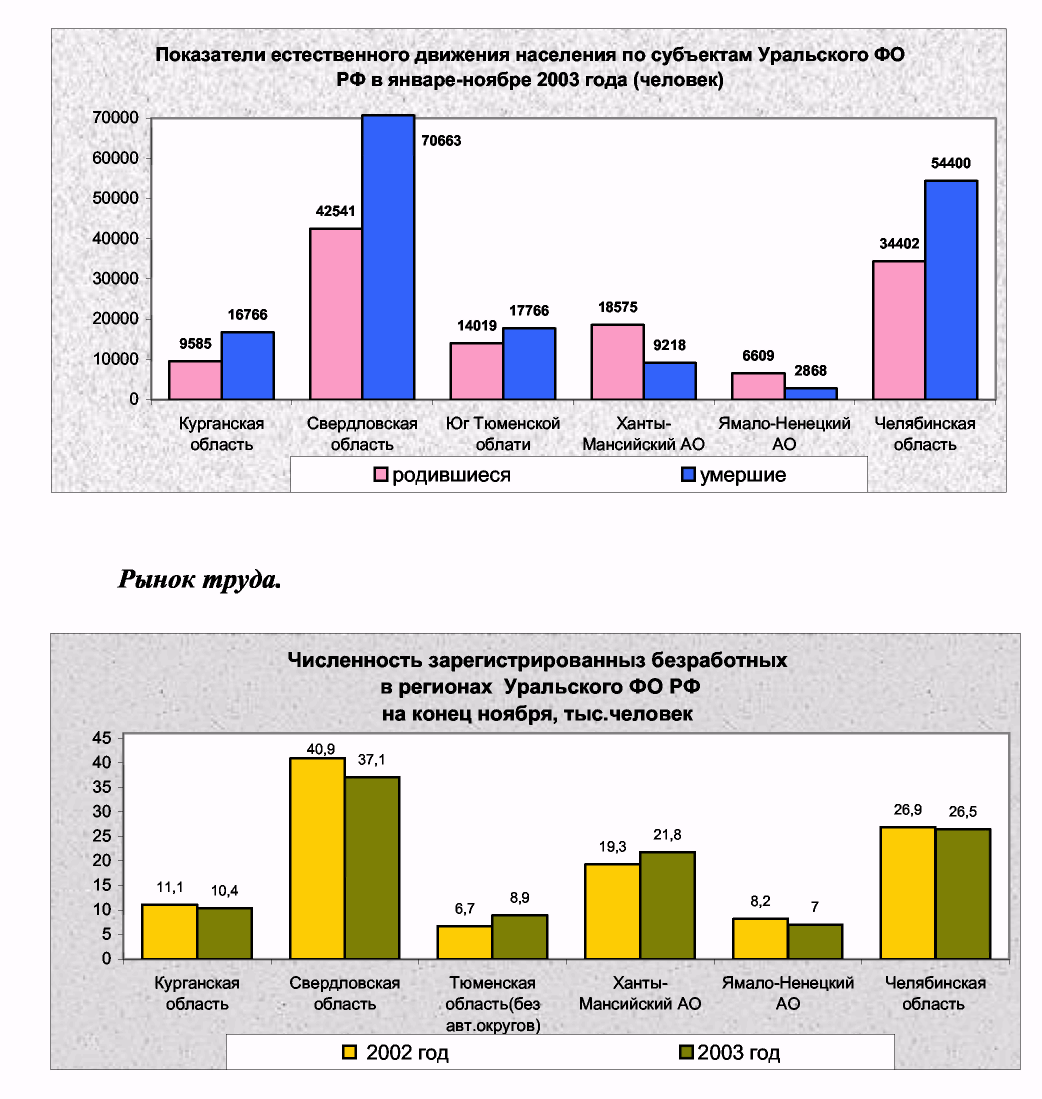 Показатели естественного движения населения по субъектам Уральского ФО
РФ в январе-ноябре 2003 года (человек)
70000
60000
50000
40000
30000
20000
10000
0
9585
16766
42541
70663
14019
17766
18575
9218
6609
2868
34402
54400
Курганская
область
Свердловская
область
Юг Тюменской
облати
Ханты-
Мансийский АО
Ямало-Ненецкий
АО
Челябинская
область
родившиеся
умершие
Рынок труда.
Численность зарегистрированныз безработных
в регионах Уральского ФО РФ
на конец ноября, тыс.человек
45
40
35
30
25
20
15
10
5
0
11,1
10,4
40,9
37,1
6,7
8,9
19,3
21,8
8,2
7
26,9
26,5
Курганская
область
Свердловская
область
Тюменская
область(без
авт.округов)
Ханты-
Мансийский АО
Ямало-Ненецкий
АО
Челябинская
область
2002 год
2003 год